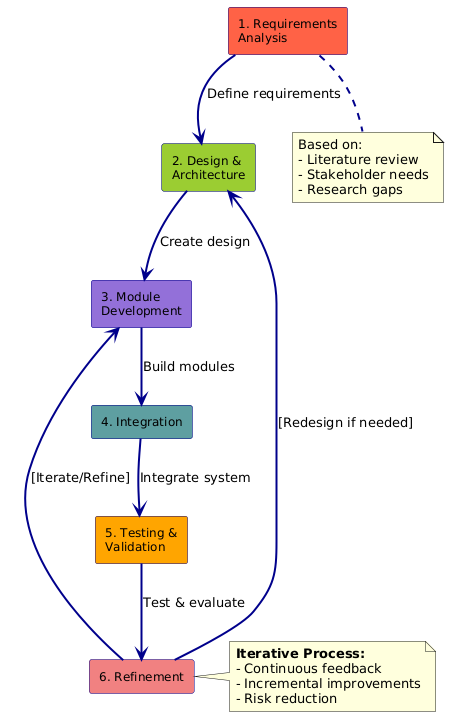 1. Requirements
Analysis
Define requirements
Based on:
- Literature review
- Stakeholder needs
- Research gaps
2. Design &
Architecture
Create design
3. Module
Development
Build modules
4. Integration
[Redesign if needed]
[Iterate/Refine]
Integrate system
5. Testing &
Validation
Test & evaluate
6. Refinement
Iterative Process:
- Continuous feedback
- Incremental improvements
- Risk reduction